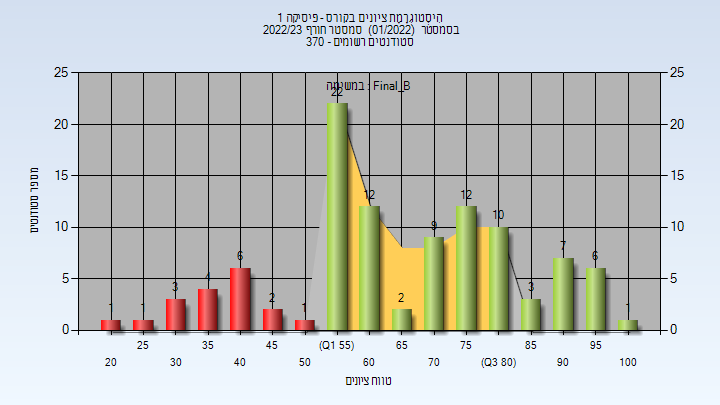 היסטוגרמת ציונים בקורס - פיסיקה 1
בסמסטר (01/2022) סמסטר חורף 2022/23
סטודנטים רשומים - 370
במשימה : Final_B
מספר סטודנטים
25 25
20 20
15 15
10 10
5 5
0 0
1 1 3 4 6 2 1 22 12 2 9 12 10 3 7 6 1
25 35 45 (Q1 55) 65 75 85 95
20 30 40 50 60 70 (Q3 80) 90 100
טווח ציונים